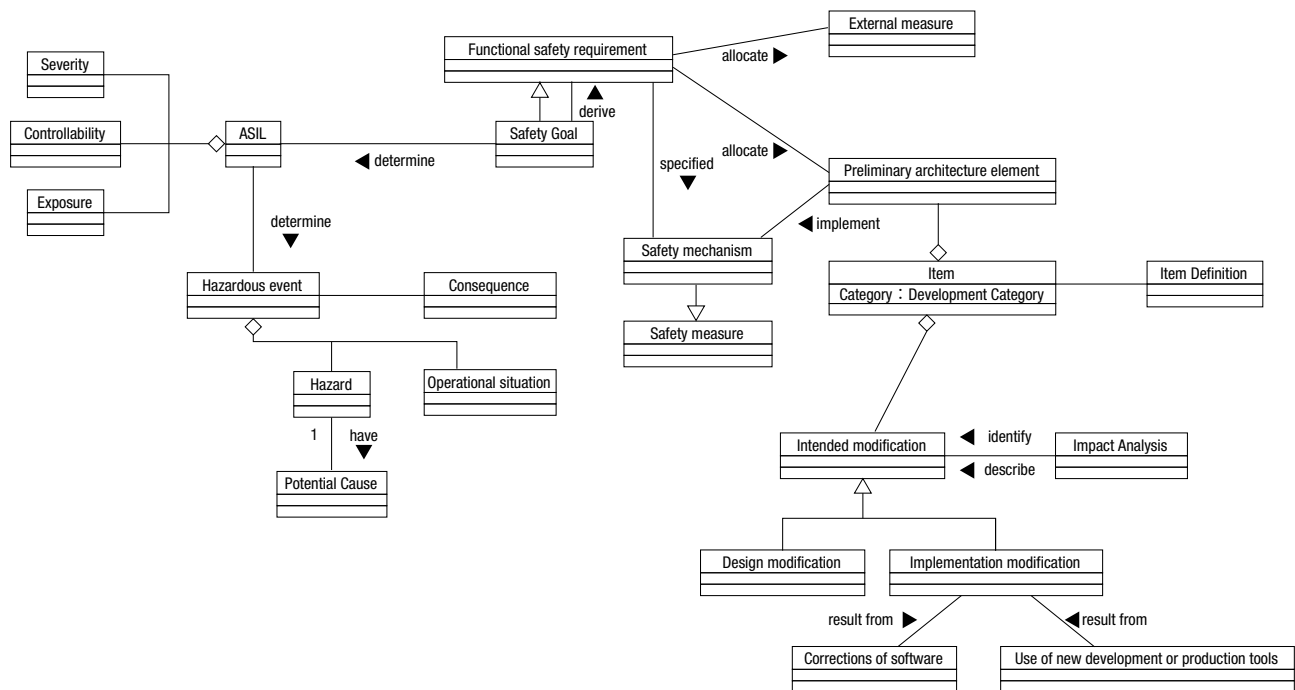 External measure
Functional safety requirement
allocate
Severity
derive
Controllability
ASIL
Safety Goal
determine
specified
allocate
Preliminary architecture element
Exposure
determine
implement
Safety mechanism
Hazardous event
Consequence
Item
Category：Development Category
Item Definition
Safety measure
Hazard
Operational situation
1
have
Potential Cause
Intended modification
identify
describe
Impact Analysis
Design modification
Implementation modification
result from
result from
Corrections of software
Use of new development or production tools